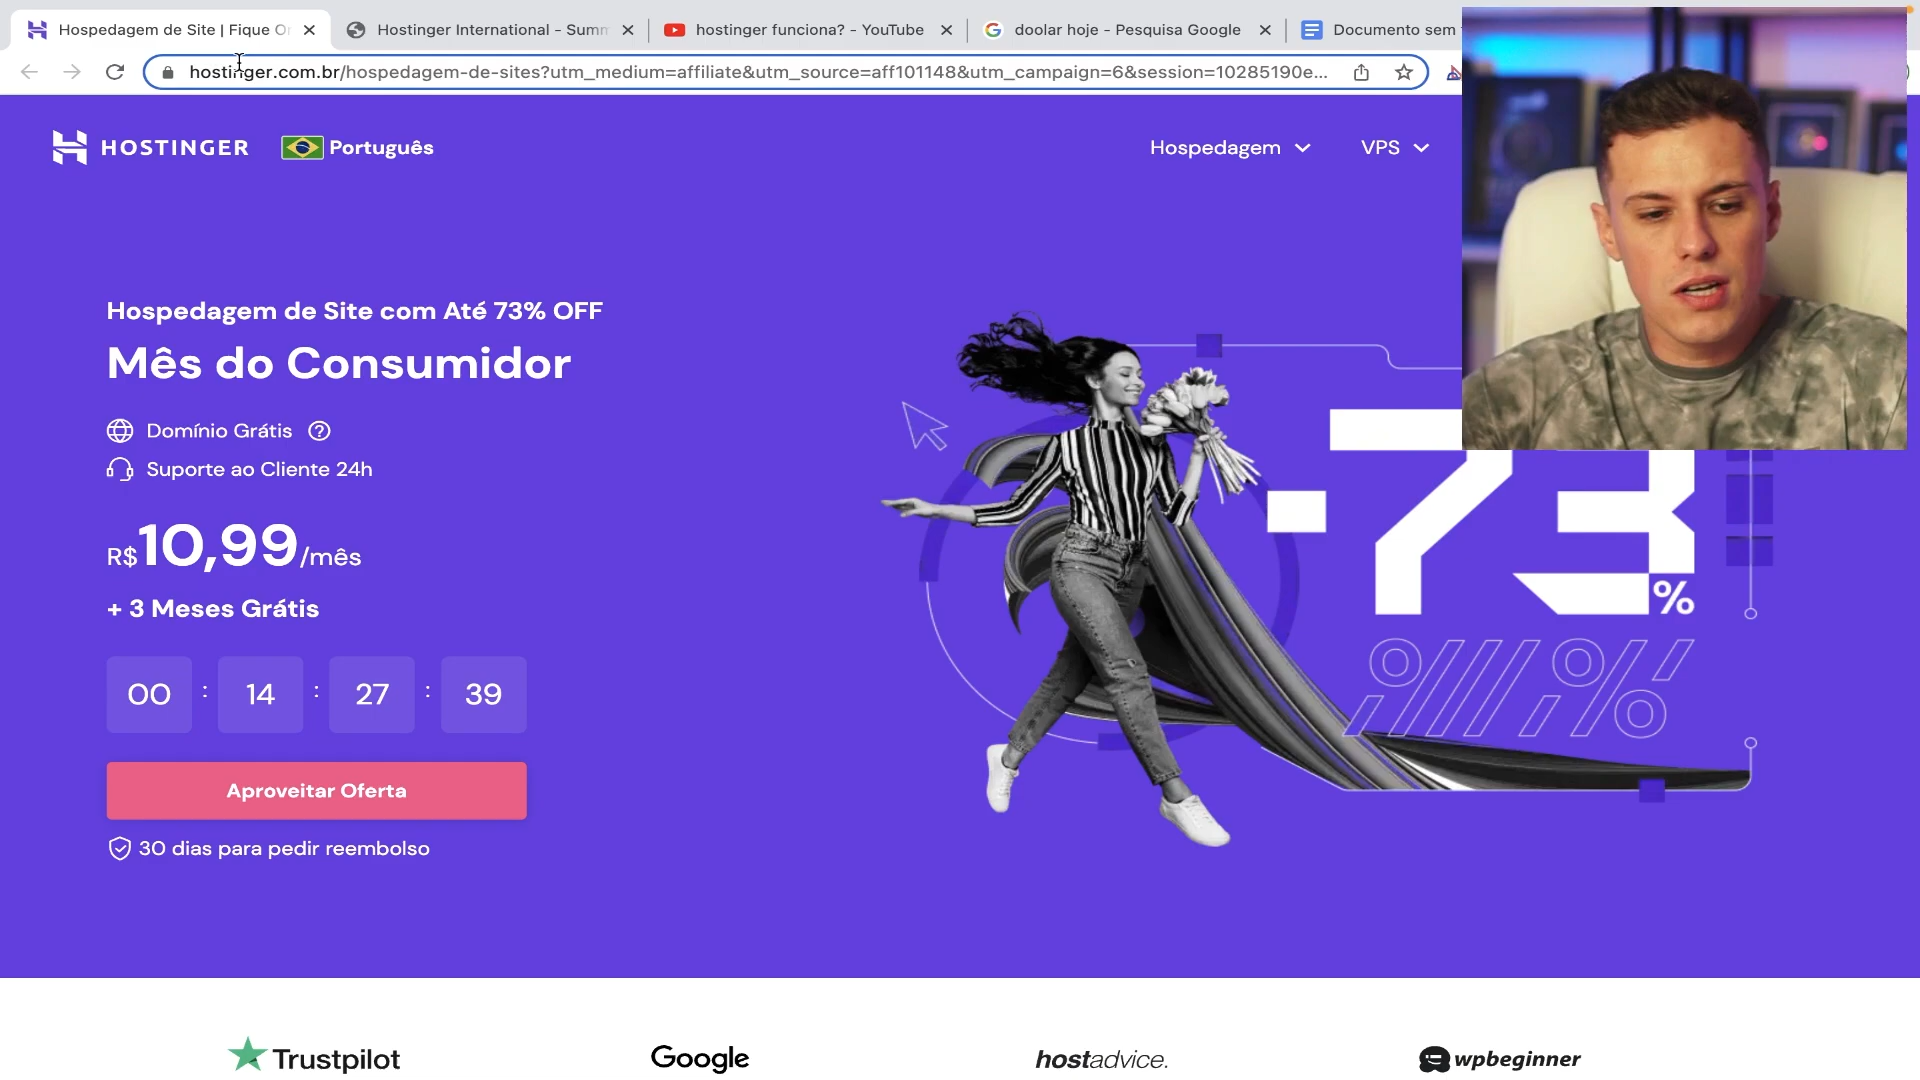 Hospedagem de Site | Fique O
Hostinger International - Summ
hostinger funciona? - YouTube
doolar hoje - Pesquisa Google
Documento sem
hostinger.com.br/hospedagem-de-sites?utm_medium=affiliate&utm_source=aff101148&utm_campaign=6&session=10285190e...
HOSTINGER
Português
Hospedagem
VPS
Hospedagem de Site com Até 73% OFF
Mês do Consumidor
Domínio Grátis
Suporte ao Cliente 24h
R$10,99/mês
+ 3 Meses Grátis
00 : 14 : 27 : 39
Aproveitar Oferta
30 dias para pedir reembolso
-73%
Trustpilot
Google
hostadvice.
wpbeginner